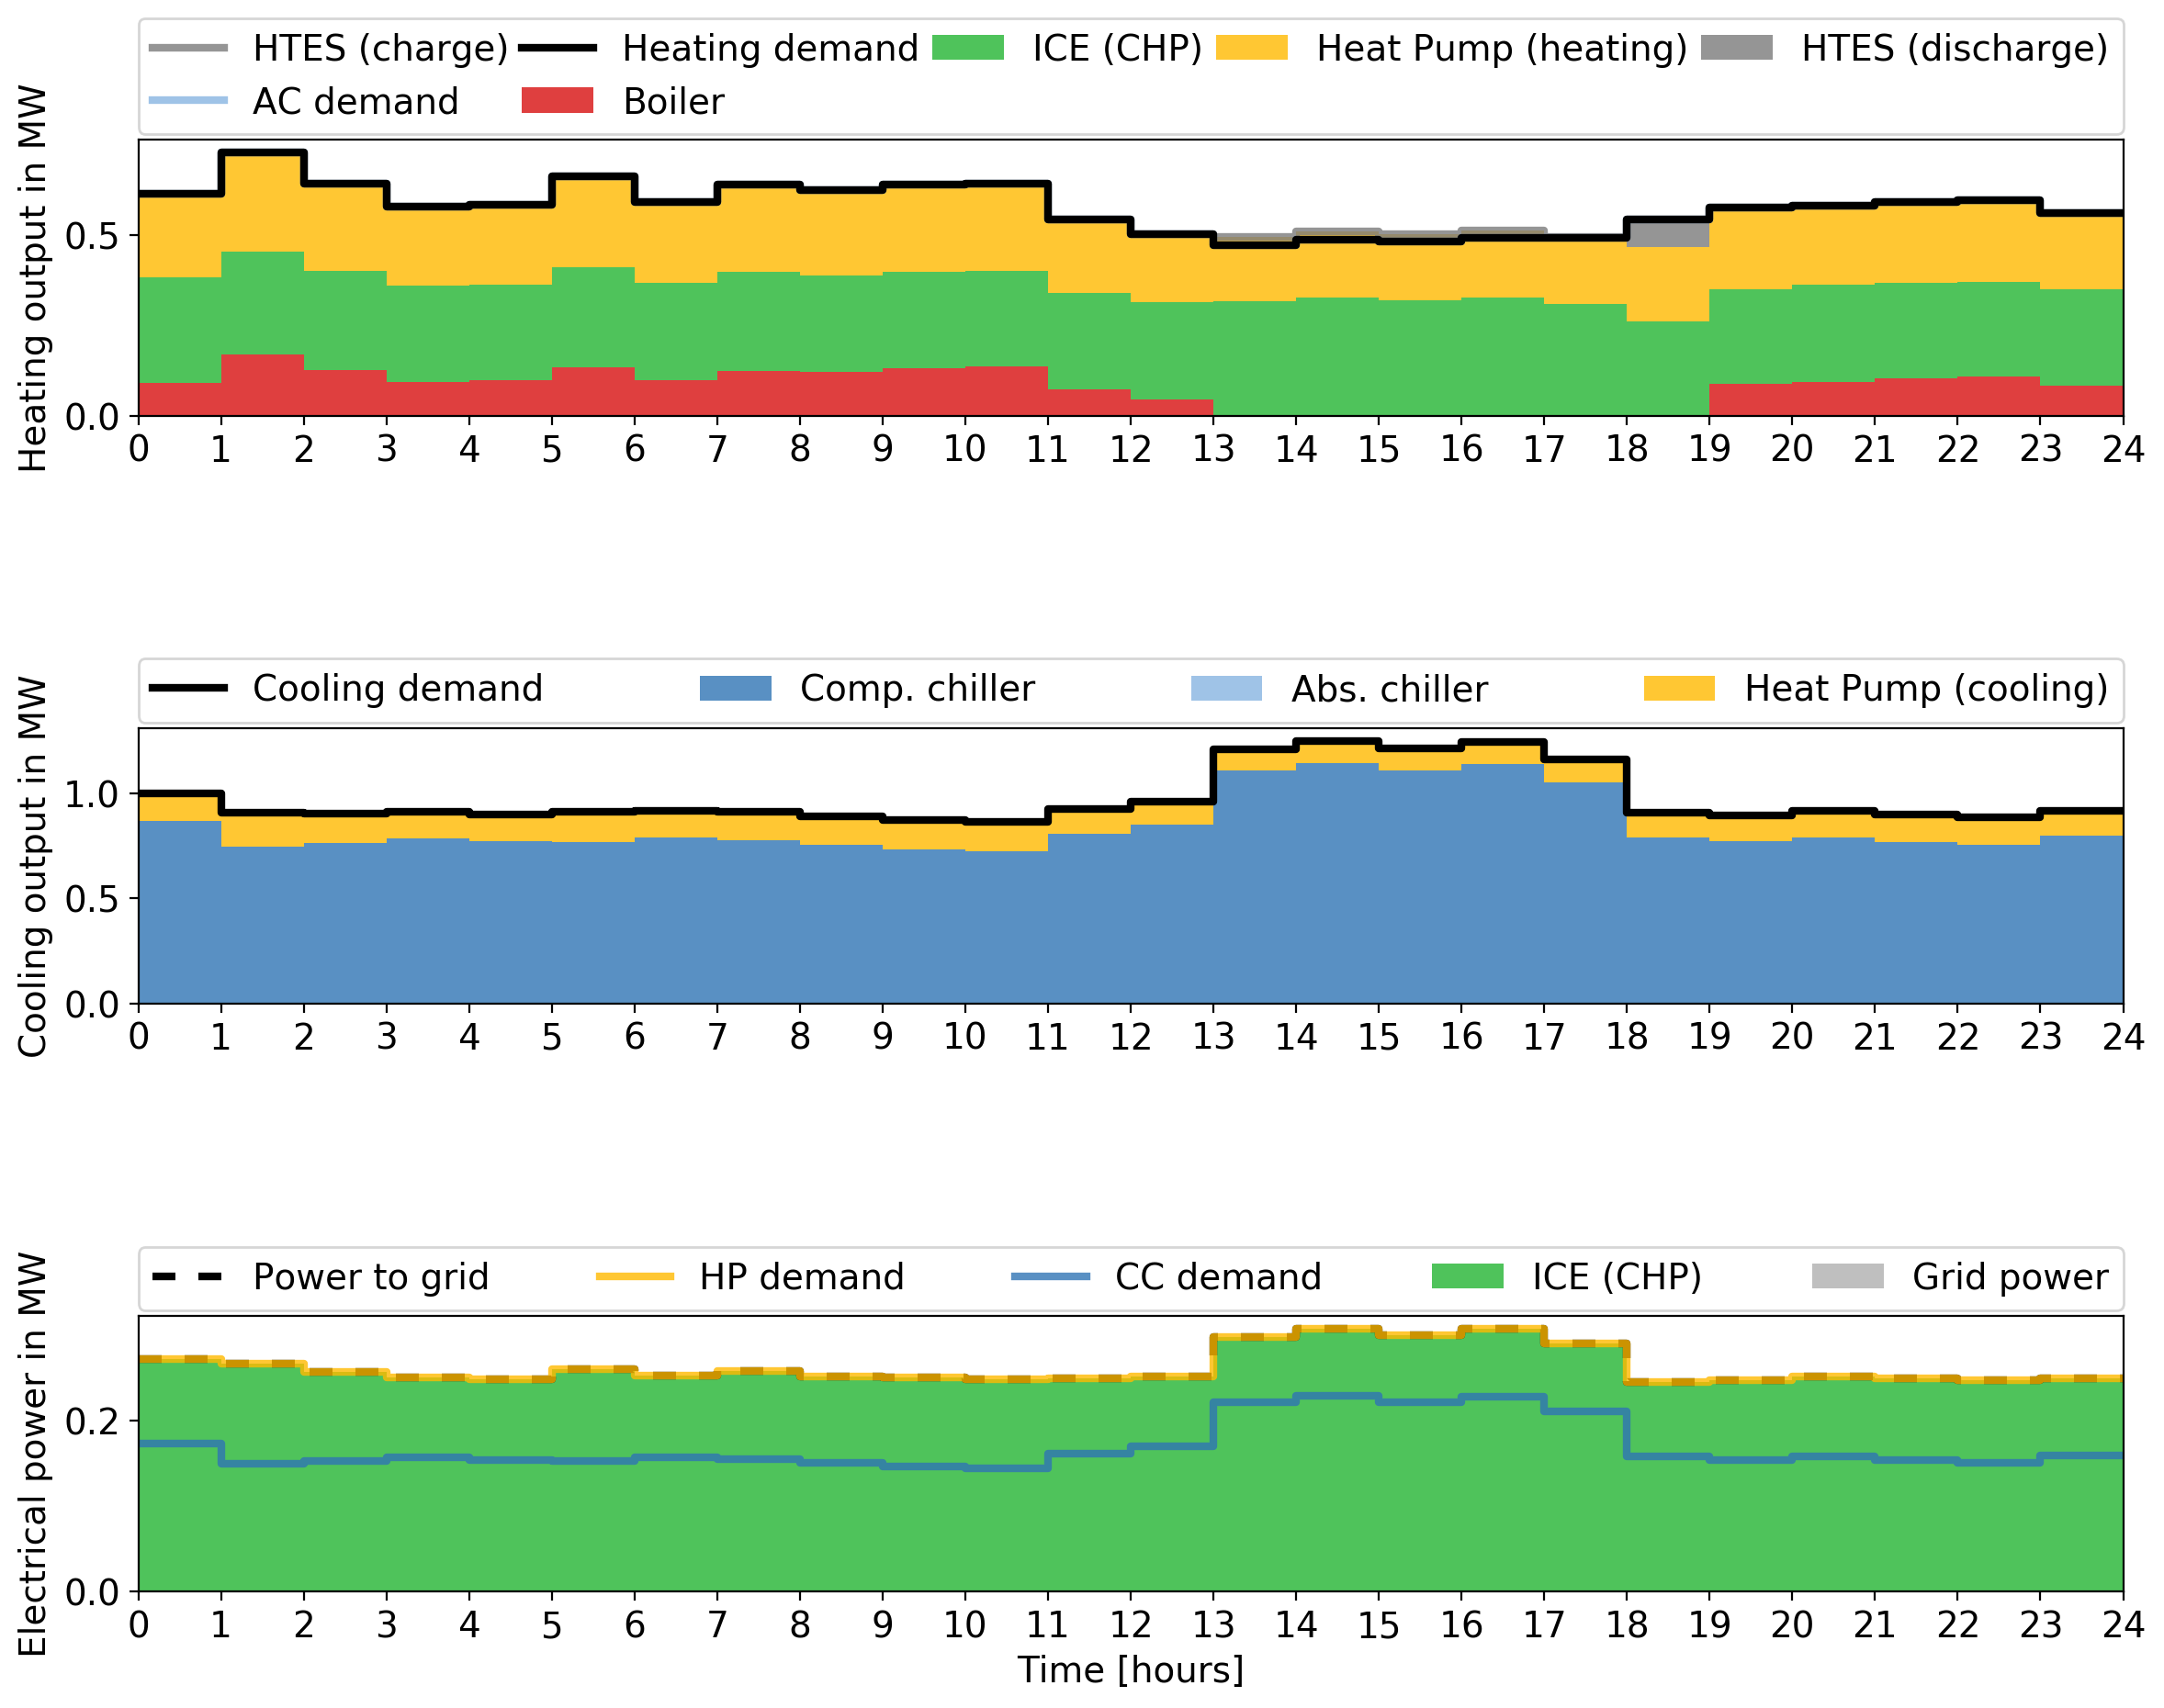 HTES (charge) Heating demand ICE (CHP) Heat Pump (heating) HTES (discharge)
AC demand Boiler
Heating output in MW
0.5
0.0
0 1 2 3 4 5 6 7 8 9 10 11 12 13 14 15 16 17 18 19 20 21 22 23 24
Cooling demand Comp. chiller Abs. chiller Heat Pump (cooling)
Cooling output in MW
1.0
0.5
0.0
0 1 2 3 4 5 6 7 8 9 10 11 12 13 14 15 16 17 18 19 20 21 22 23 24
Power to grid HP demand CC demand ICE (CHP) Grid power
Electrical power in MW
0.2
0.0
0 1 2 3 4 5 6 7 8 9 10 11 12 13 14 15 16 17 18 19 20 21 22 23 24
Time [hours]